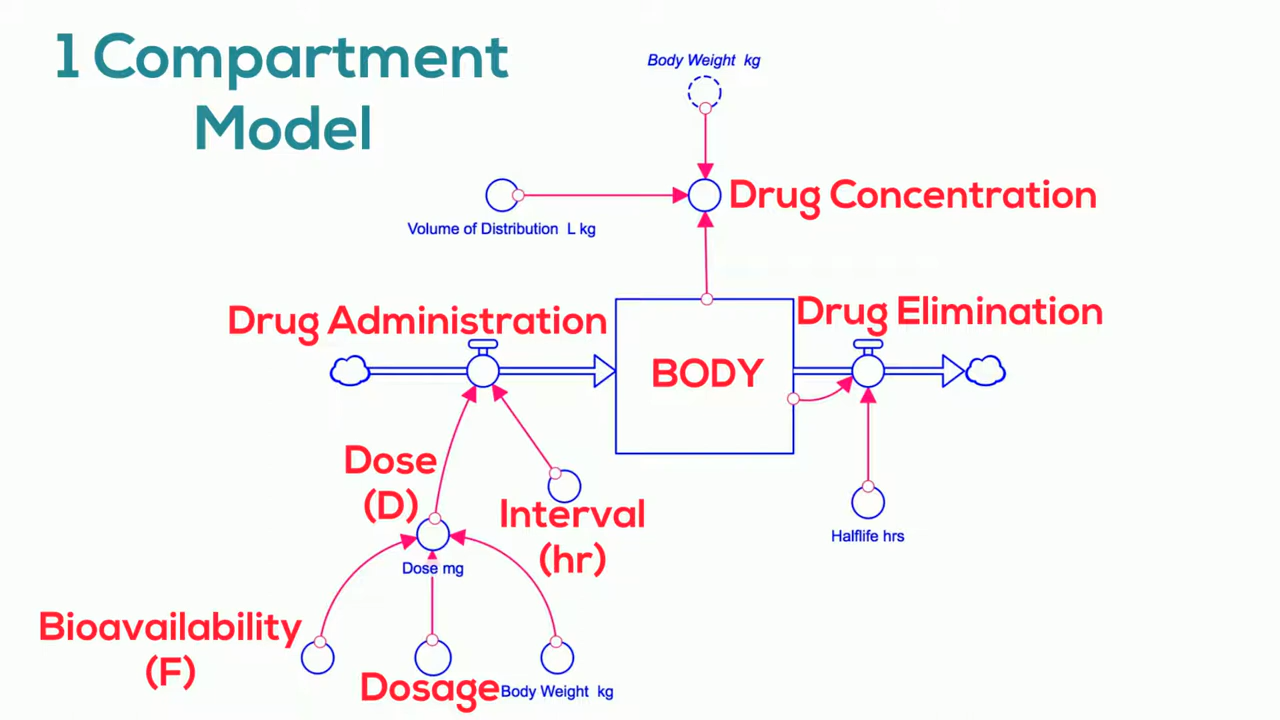 1 Compartment
Model
Body Weight kg
Drug Concentration
Volume of Distribution L kg
Drug Administration
Drug Elimination
BODY
Dose
(D)
Interval
(hr)
Halflife hrs
Dose mg
Bioavailability
(F)
Dosage
Body Weight kg